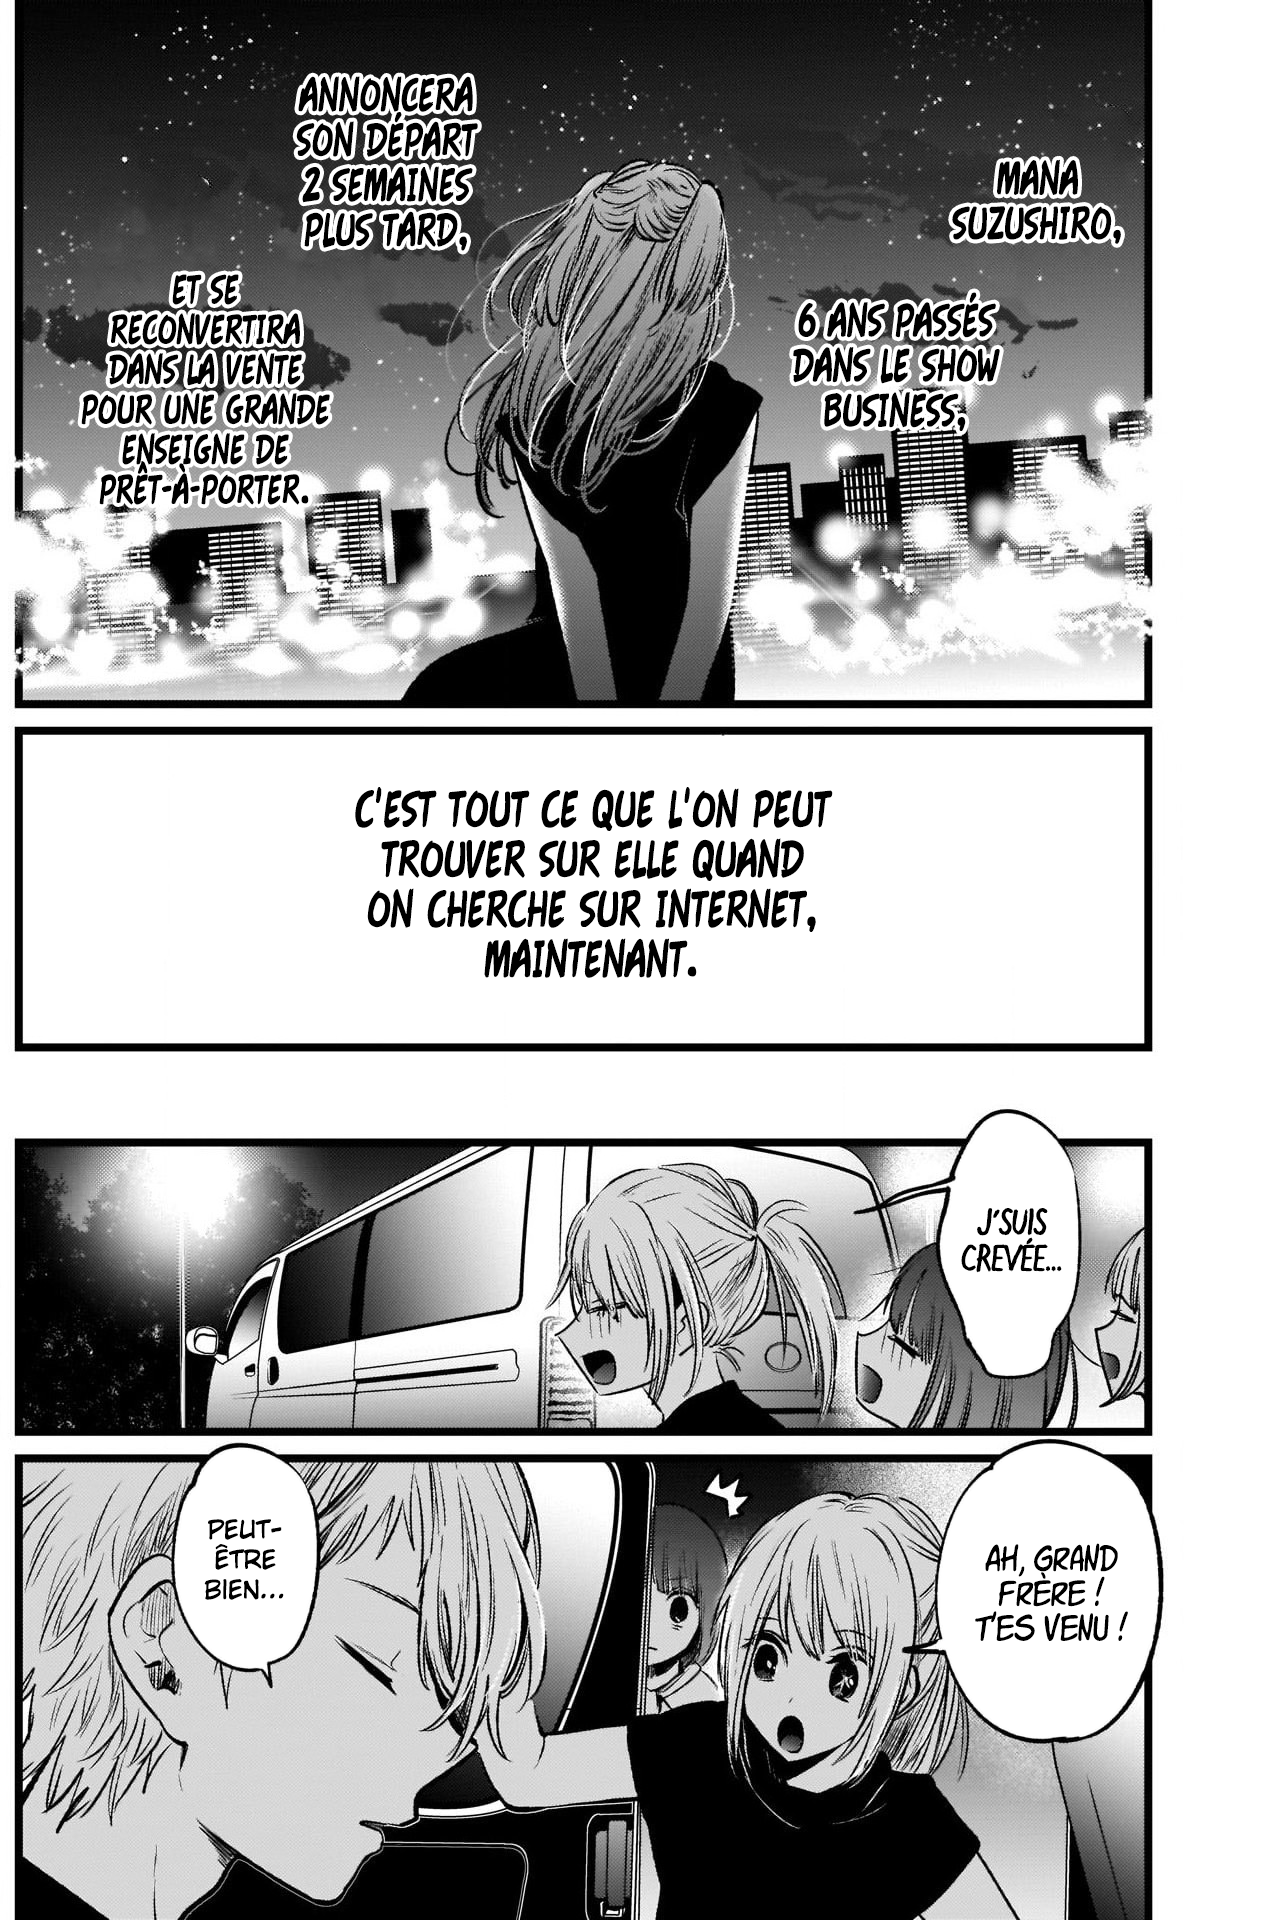 MANA
SUZUSHIRO,
6 ANS PASSÉS
DANS LE SHOW
BUSINESS,
ANNONCERA
SON DÉPART
2 SEMAINES
PLUS TARD,
ET SE
RECONVERTIRA
DANS LA VENTE
POUR UNE GRANDE
ENSEIGNE DE
PRÊT-À-PORTER.
C'EST TOUT CE QUE L'ON PEUT
TROUVER SUR ELLE QUAND
ON CHERCHE SUR INTERNET,
MAINTENANT.
J'SUIS
CREVÉE...
AH, GRAND
FRÈRE !
T'ES VENU !
PEUT-
ÊTRE
BIEN...